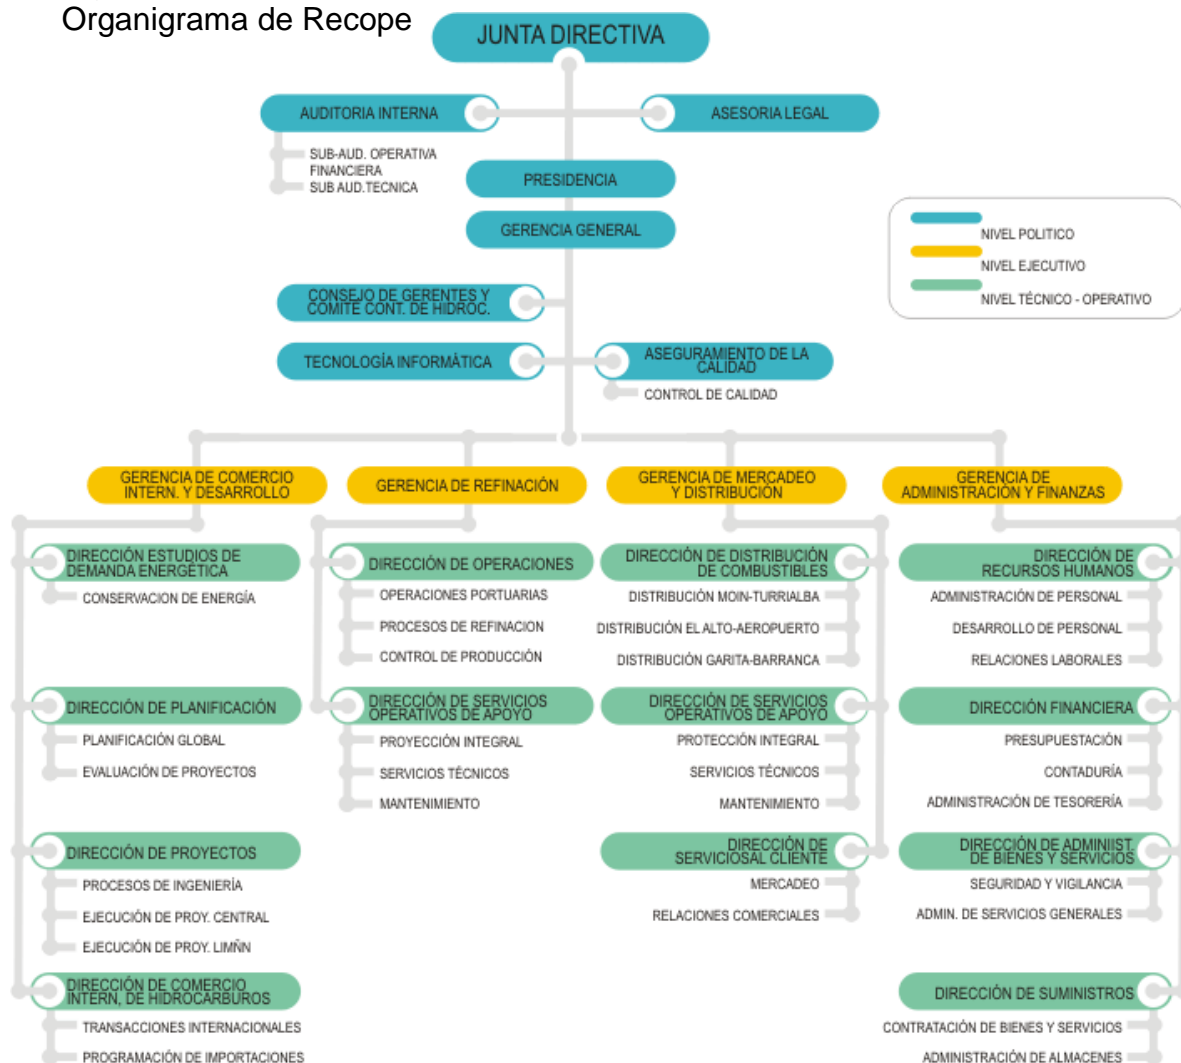 Organigrama de Recope
JUNTA DIRECTIVA
AUDITORIA INTERNA
ASESORIA LEGAL
SUB-AUD. OPERATIVA
FINANCIERA
SUB AUD.TECNICA
PRESIDENCIA
GERENCIA GENERAL
NIVEL POLITICO
NIVEL EJECUTIVO
NIVEL TÉCNICO - OPERATIVO
CONSEJO DE GERENTES Y
COMITÉ CONT. DE HIDROC.
TECNOLOGÍA INFORMÁTICA
ASEGURAMIENTO DE LA
CALIDAD
CONTROL DE CALIDAD
GERENCIA DE COMERCIO
INTERN. Y DESARROLLO
DIRECCIÓN ESTUDIOS DE
DEMANDA ENERGÉTICA
CONSERVACION DE ENERGÍA
DIRECCIÓN DE PLANIFICACIÓN
PLANIFICACIÓN GLOBAL
EVALUACIÓN DE PROYECTOS
DIRECCIÓN DE PROYECTOS
PROCESOS DE INGENIERÍA
EJECUCIÓN DE PROY. CENTRAL
EJECUCIÓN DE PROY. LIMÑN
DIRECCIÓN DE COMERCIO
INTERN, DE HIDROCARBUROS
TRANSACCIONES INTERNACIONALES
PROGRAMACIÓN DE IMPORTACIONES
GERENCIA DE REFINACIÓN
DIRECCIÓN DE OPERACIONES
OPERACIONES PORTUARIAS
PROCESOS DE REFINACION
CONTROL DE PRODUCCIÓN
DIRECCIÓN DE SERVICIOS
OPERATIVOS DE APOYO
PROYECCIÓN INTEGRAL
SERVICIOS TÉCNICOS
MANTENIMIENTO
GERENCIA DE MERCADEO
Y DISTRIBUCIÓN
DIRECCIÓN DE DISTRIBUCIÓN
DE COMBUSTIBLES
DISTRIBUCIÓN MOIN-TURRIALBA
DISTRIBUCIÓN EL ALTO-AEROPUERTO
DISTRIBUCIÓN GARITA-BARRANCA
DIRECCIÓN DE SERVICIOS
OPERATIVOS DE APOYO
PROTECCIÓN INTEGRAL
SERVICIOS TÉCNICOS
MANTENIMIENTO
DIRECCIÓN DE
SERVICIOSAL CLIENTE
MERCADEO
RELACIONES COMERCIALES
GERENCIA DE
ADMINISTRACIÓN Y FINANZAS
DIRECCIÓN DE
RECURSOS HUMANOS
ADMINISTRACIÓN DE PERSONAL
DESARROLLO DE PERSONAL
RELACIONES LABORALES
DIRECCIÓN FINANCIERA
PRESUPUESTACIÓN
CONTADURÍA
ADMINISTRACIÓN DE TESORERÍA
DIRECCIÓN DE ADMINIIST.
DE BIENES Y SERVICIOS
SEGURIDAD Y VIGILANCIA
ADMIN. DE SERVICIOS GENERALES
DIRECCIÓN DE SUMINISTROS
CONTRATACIÓN DE BIENES Y SERVICIOS
ADMINISTRACIÓN DE ALMACENES